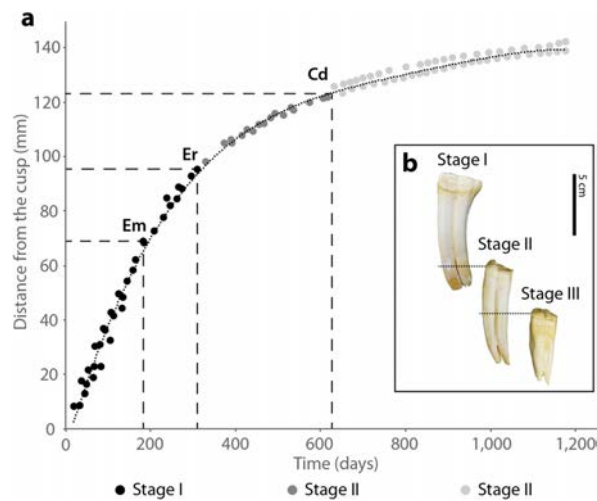 a
140
120
100
80
60
40
20
0
Distance from the cusp (mm)
Cd
Er
Em
b
Stage I
5 cm
Stage II
Stage III
0 200 400 600 800 1,000 1,200
Time (days)
Stage I Stage II Stage II